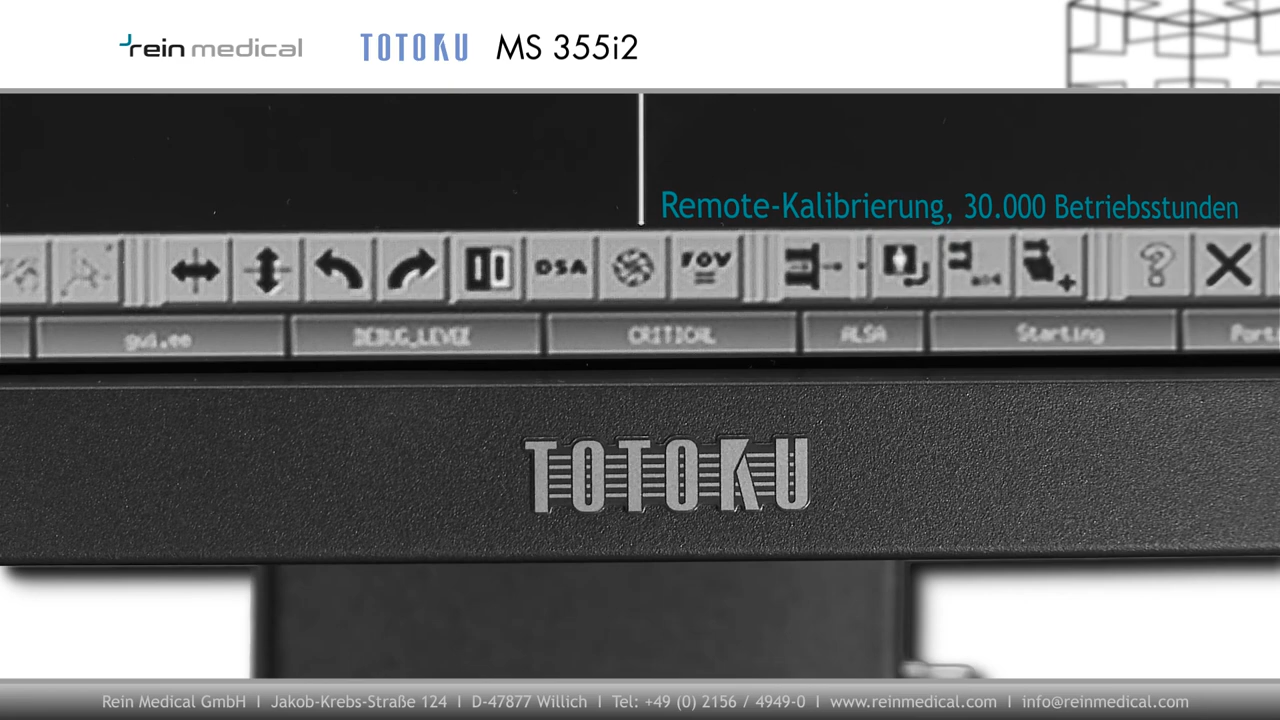 rein medical TOTOKU MS 355i2
Remote-Kalibrierung, 30.000 Betriebsstunden
DSA FOV
gvd.eo DEBUG_LEVEL CRITICAL ALSA Starting
TOTOKU
Rein Medical GmbH I Jakob-Krebs-Straße 124 I D-47877 Willich I Tel: +49 (0) 2156 / 4949-0 I www.reinmedical.com I info@reinmedical.com